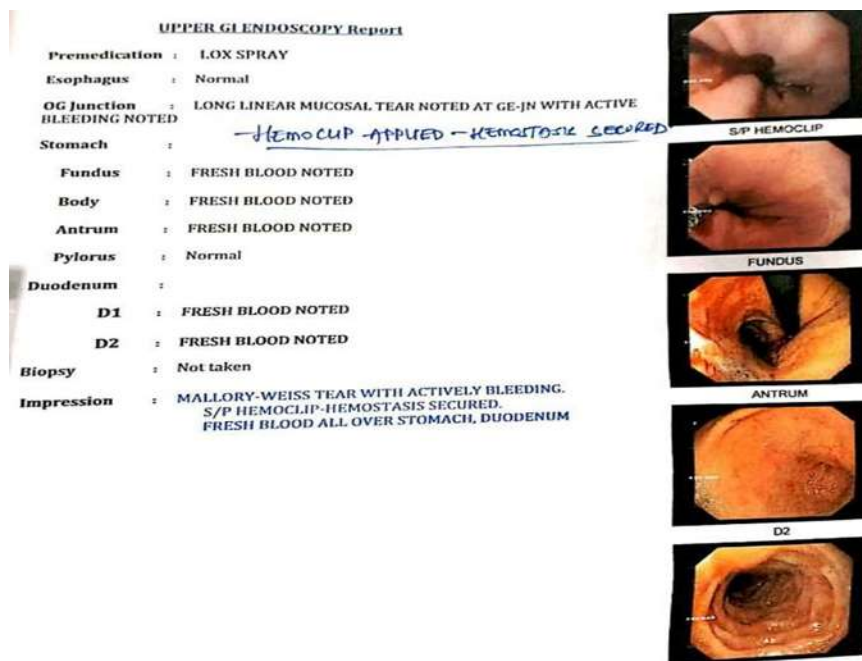 UPPER GI ENDOSCOPY Report
Premedication : LOX SPRAY
Esophagus : Normal
OG Junction : LONG LINEAR MUCOSAL TEAR NOTED AT GE-JN WITH ACTIVE
BLEEDING NOTED
- HEMOCLIP APPLIED - HEMOSTASIS SECURED
Stomach :
Fundus : FRESH BLOOD NOTED
Body : FRESH BLOOD NOTED
Antrum : FRESH BLOOD NOTED
Pylorus : Normal
Duodenum :
D1 : FRESH BLOOD NOTED
D2 : FRESH BLOOD NOTED
Biopsy : Not taken
Impression : MALLORY-WEISS TEAR WITH ACTIVELY BLEEDING.
S/P HEMOCLIP-HEMOSTASIS SECURED.
FRESH BLOOD ALL OVER STOMACH, DUODENUM
S/P HEMOCLIP
FUNDUS
ANTRUM
D2